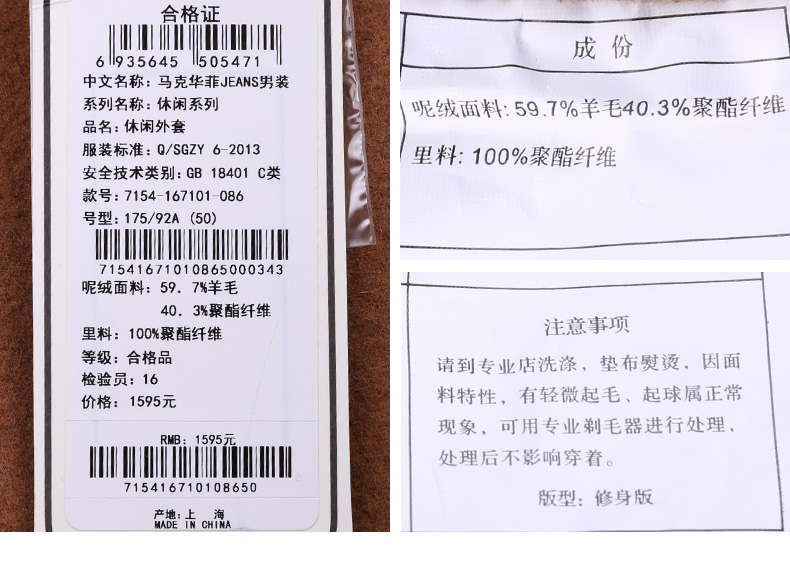 合格证
6 935645 505471
中文名称: 马克华菲JEANS男装
系列名称: 休闲系列
品名: 休闲外套
服装标准: Q/SGZY 6-2013
安全技术类别: GB 18401 C类
款号: 7154-167101-086
号型: 175/92A (50)
71541671010865000343
呢绒面料: 59.7%羊毛
40.3%聚酯纤维
里料: 100%聚酯纤维
等级: 合格品
检验员: 16
价格: 1595元
RMB: 1595元
715416710108650
产地: 上 海
MADE IN CHINA
成份
呢绒面料: 59.7%羊毛40.3%聚酯纤维
里料: 100%聚酯纤维
注意事项
请到专业店洗涤，垫布熨烫，因面
料特性，有轻微起毛、起球属正常
现象，可用专业剃毛器进行处理，
处理后不影响穿着。
版型: 修身版